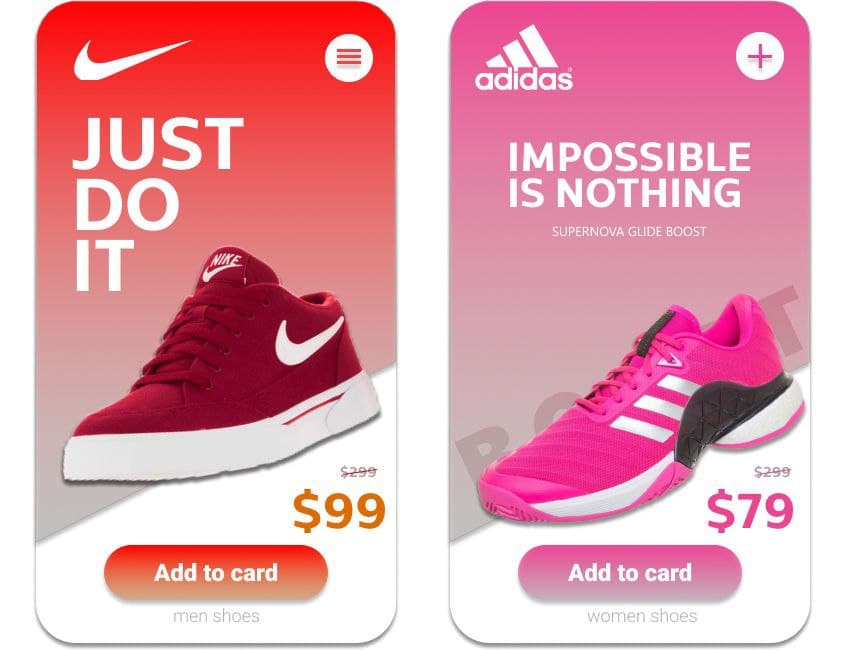 JUST
DO
IT
NIKE
$299
$99
Add to card
men shoes
adidas
IMPOSSIBLE
IS NOTHING
SUPERNOVA GLIDE BOOST
$299
$79
Add to card
women shoes